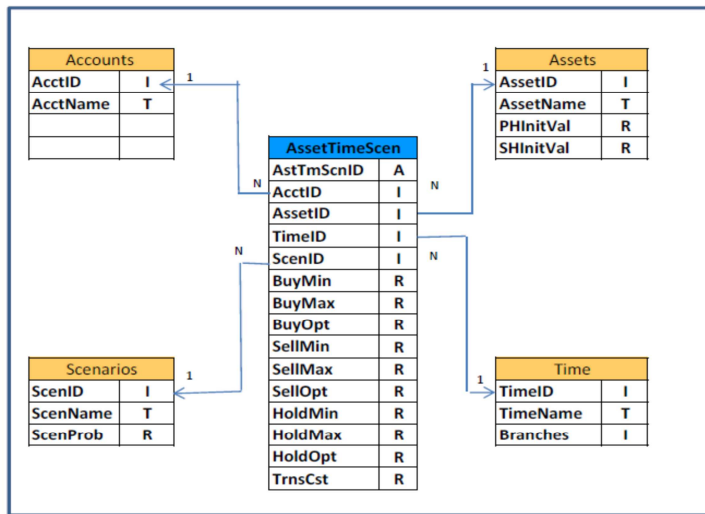 Accounts
AcctID I
AcctName T
1
Assets
AssetID I
AssetName T
PHInitVal R
SHInitVal R
1
AssetTimeScen
AstTmScnID A
AcctID I
AssetID I
TimeID I
ScenID I
BuyMin R
BuyMax R
BuyOpt R
SellMin R
SellMax R
SellOpt R
HoldMin R
HoldMax R
HoldOpt R
TrnsCst R
N
N
N
N
Scenarios
ScenID I
ScenName T
ScenProb R
1
Time
TimeID I
TimeName T
Branches I
1